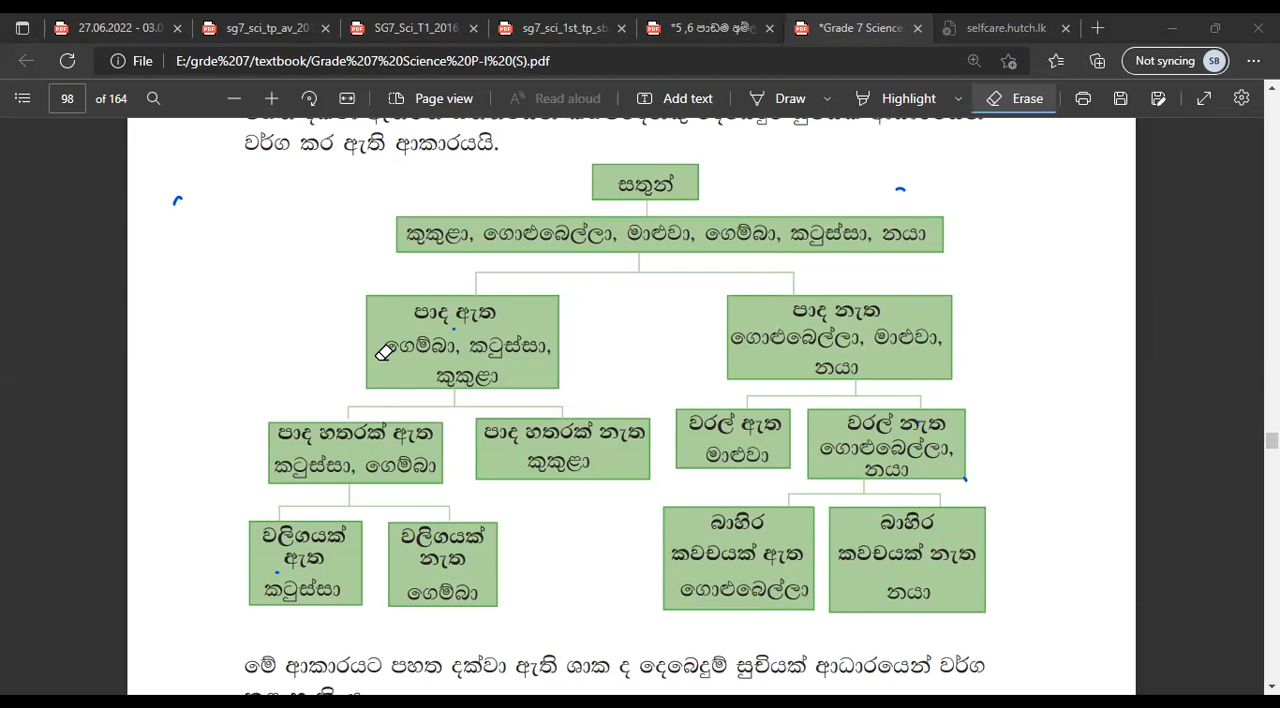 27.06.2022 - 03.0
sg7_sci_tp_av_20
SG7_Sci_T1_2016
sg7_sci_1st_tp_sb
*5 ,6 පාඩම අම්
*Grade 7 Science
selfcare.hutch.lk
File
E:/grde%207/textbook/Grade%207%20Science%20P-I%20(S).pdf
Not syncing
SB
98
of 164
Page view
Read aloud
Add text
Draw
Highlight
Erase
වර්ග කර ඇති ආකාරයයි.
සතුන්
කුකුළා, ගොළුබෙල්ලා, මාළුවා, ගෙම්බා, කටුස්සා, නයා
පාද ඇත
ගෙම්බා, කටුස්සා,
කුකුළා
පාද නැත
ගොළුබෙල්ලා, මාළුවා,
නයා
පාද හතරක් ඇත
කටුස්සා, ගෙම්බා
පාද හතරක් නැත
කුකුළා
වරල් ඇත
මාළුවා
වරල් නැත
ගොළුබෙල්ලා,
නයා
වලිගයක්
ඇත
කටුස්සා
වලිගයක්
නැත
ගෙම්බා
බාහිර
කවචයක් ඇත
ගොළුබෙල්ලා
බාහිර
කවචයක් නැත
නයා
මේ ආකාරයට පහත දක්වා ඇති ශාක ද දෙබෙදුම් සුචියක් ආධාරයෙන් වර්ග